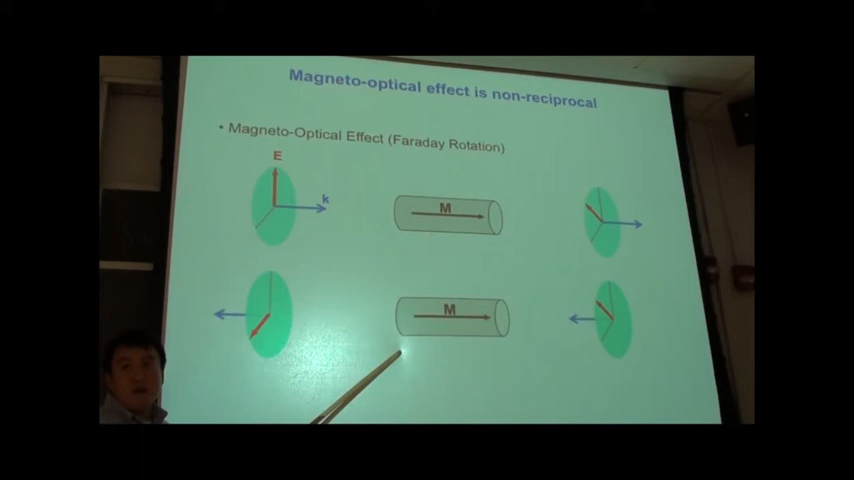 Magneto-optical effect is non-reciprocal
• Magneto-Optical Effect (Faraday Rotation)
E
k
M
M